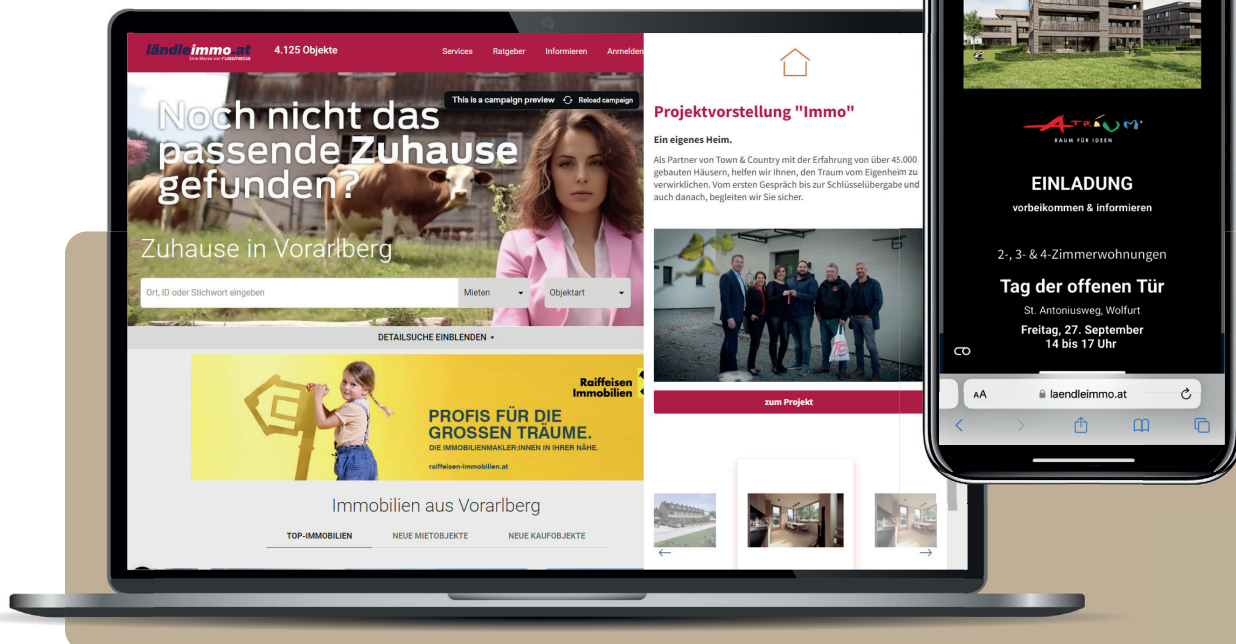 ländleimmo.at
Eine Marke von russmedia
4.125 Objekte
Services
Ratgeber
Informieren
Anmelden
This is a campaign preview
Reload campaign
Noch nicht das
passende Zuhause
gefunden?
Zuhause in Vorarlberg
Ort, ID oder Stichwort eingeben
Mieten
Objektart
DETAILSUCHE EINBLENDEN
Raiffeisen
Immobilien
PROFIS FÜR DIE
GROSSEN TRÄUME.
DIE IMMOBILIENMAKLER:INNEN IN IHRER NÄHE.
raiffeisen-immobilien.at
Immobilien aus Vorarlberg
TOP-IMMOBILIEN
NEUE MIETOBJEKTE
NEUE KAUFOBJEKTE
Projektvorstellung "Immo"
Ein eigenes Heim.
Als Partner von Town & Country mit der Erfahrung von über 45.000
gebauten Häusern, helfen wir Ihnen, den Traum vom Eigenheim zu
verwirklichen. Vom ersten Gespräch bis zur Schlüsselübergabe und
auch danach, begleiten wir Sie sicher.
zum Projekt
ATRIUM
RAUM FÜR IDEEN
EINLADUNG
vorbeikommen & informieren
2-, 3- & 4-Zimmerwohnungen
Tag der offenen Tür
St. Antoniusweg, Wolfurt
Freitag, 27. September
14 bis 17 Uhr
AA
laendleimmo.at